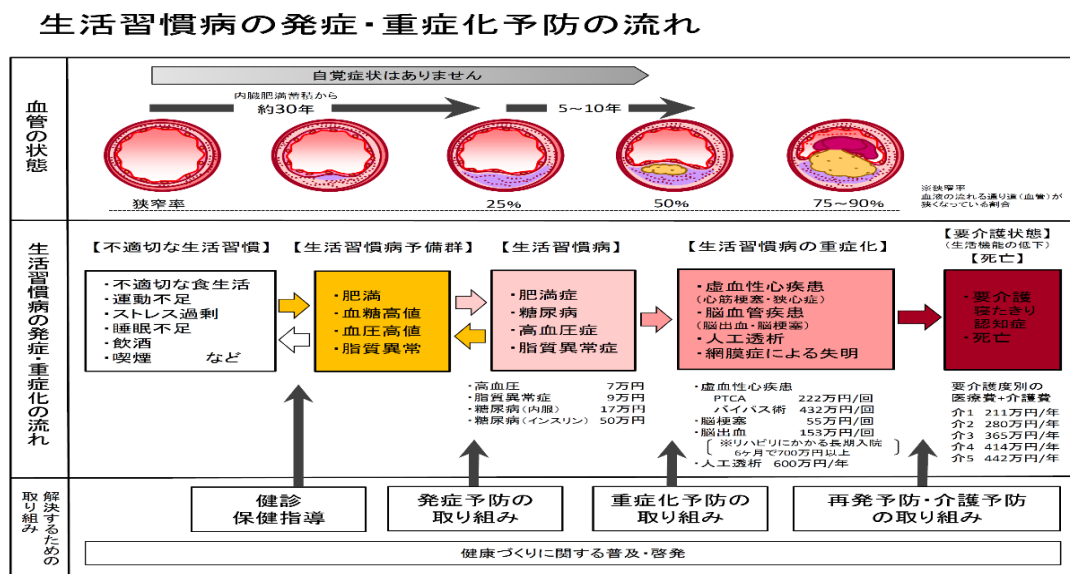 生活習慣病の発症・重症化予防の流れ
血管の状態
自覚症状はありません
内臓肥満蓄積から
約30年
5～10年
狭窄率
25%
50%
75～90%
※狭窄率
血液の流れる通り道(血管)が
狭くなっている割合
生活習慣病の発症・重症化の流れ
【不適切な生活習慣】
・不適切な食生活
・運動不足
・ストレス過剰
・睡眠不足
・飲酒
・喫煙 など
【生活習慣病予備群】
・肥満
・血糖高値
・血圧高値
・脂質異常
【生活習慣病】
・肥満症
・糖尿病
・高血圧症
・脂質異常症
・高血圧 7万円
・脂質異常症 9万円
・糖尿病(内服) 17万円
・糖尿病(インスリン) 50万円
【生活習慣病の重症化】
・虚血性心疾患
(心筋梗塞・狭心症)
・脳血管疾患
(脳出血・脳梗塞)
・人工透析
・網膜症による失明
・虚血性心疾患
PTCA 222万円/回
バイパス術 432万円/回
・脳梗塞 55万円/回
・脳出血 153万円/回
※リハビリにかかる長期入院
6ヶ月で700万円以上
・人工透析 600万円/年
【要介護状態】
(生活機能の低下)
【死亡】
・要介護
寝たきり
認知症
・死亡
要介護度別の
医療費+介護費
介1 211万円/年
介2 280万円/年
介3 365万円/年
介4 414万円/年
介5 442万円/年
解決するための
取り組み
健診
保健指導
発症予防の
取り組み
重症化予防の
取り組み
再発予防・介護予防
の取り組み
健康づくりに関する普及・啓発